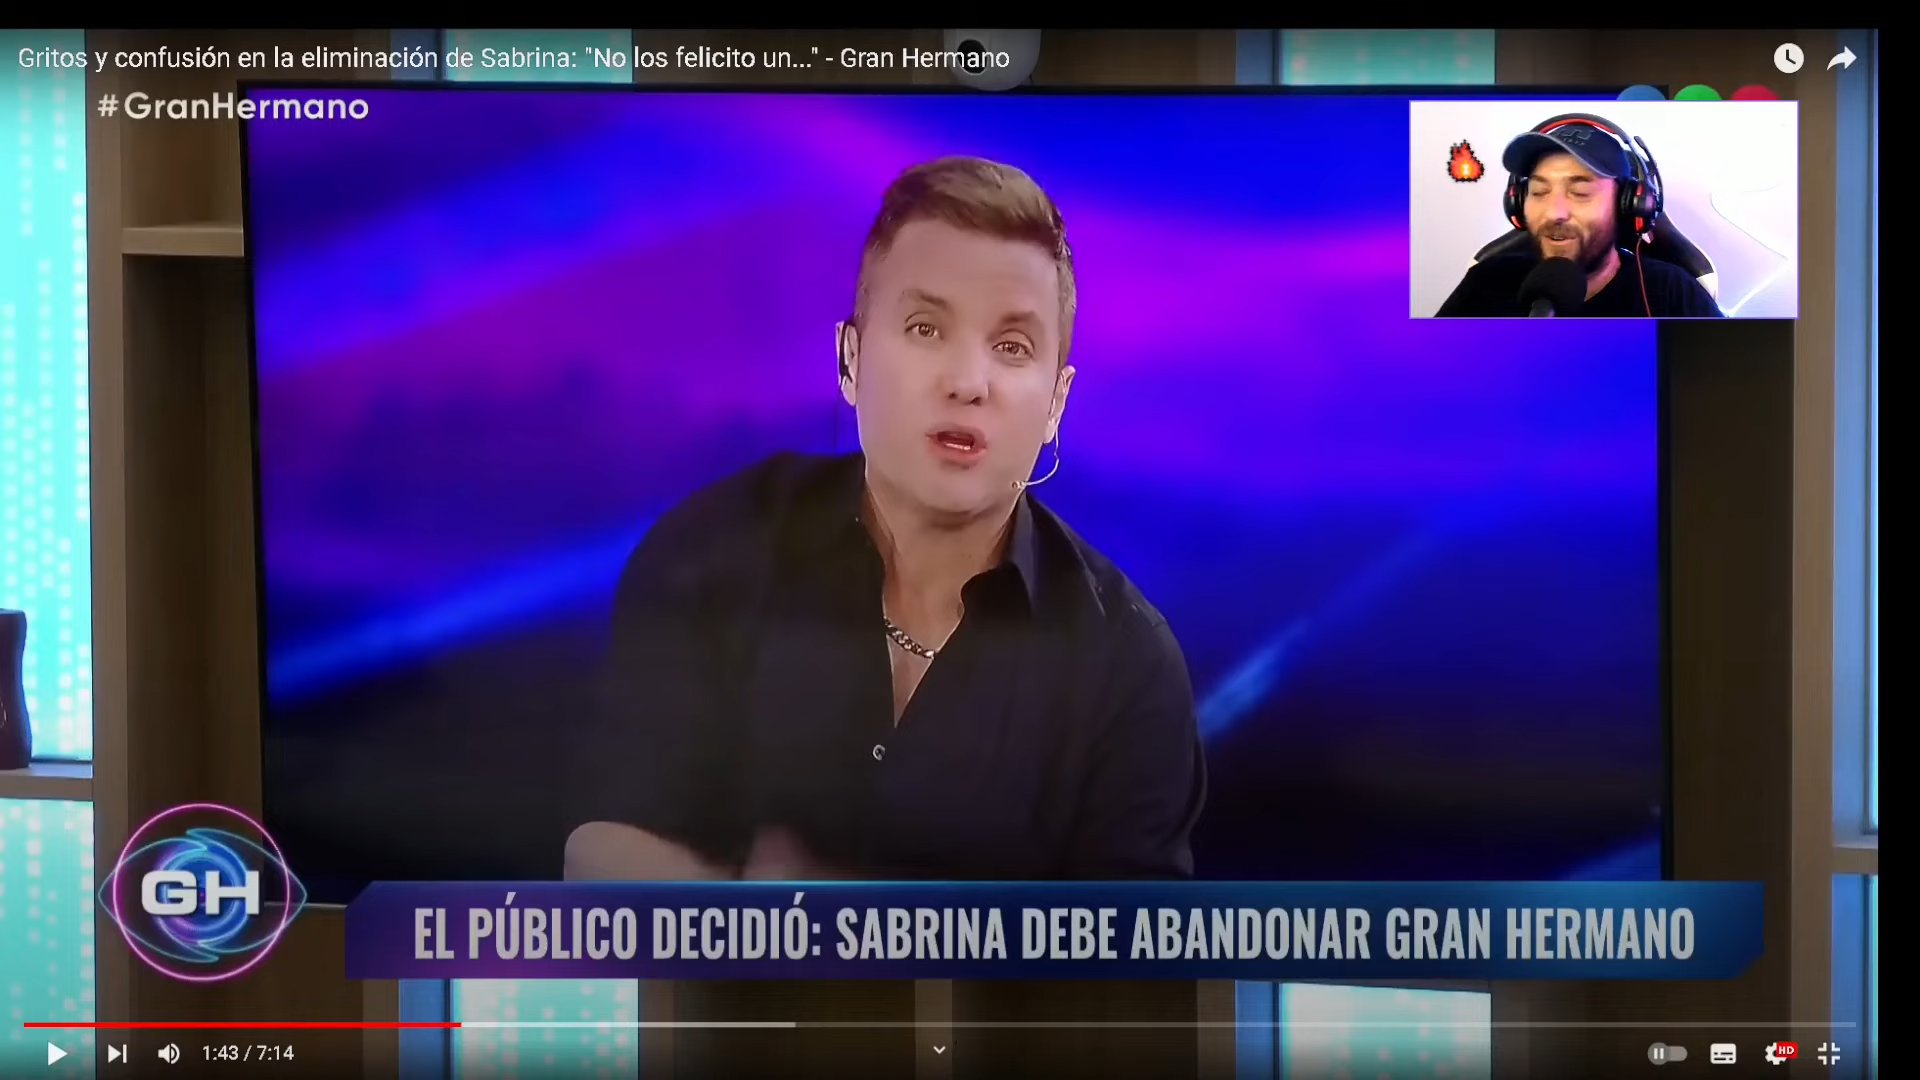 Gritos y confusión en la eliminación de Sabrina: "No los felicito un..." - Gran Hermano
#GranHermano
GH
EL PÚBLICO DECIDIÓ: SABRINA DEBE ABANDONAR GRAN HERMANO
1:43 / 7:14
HD